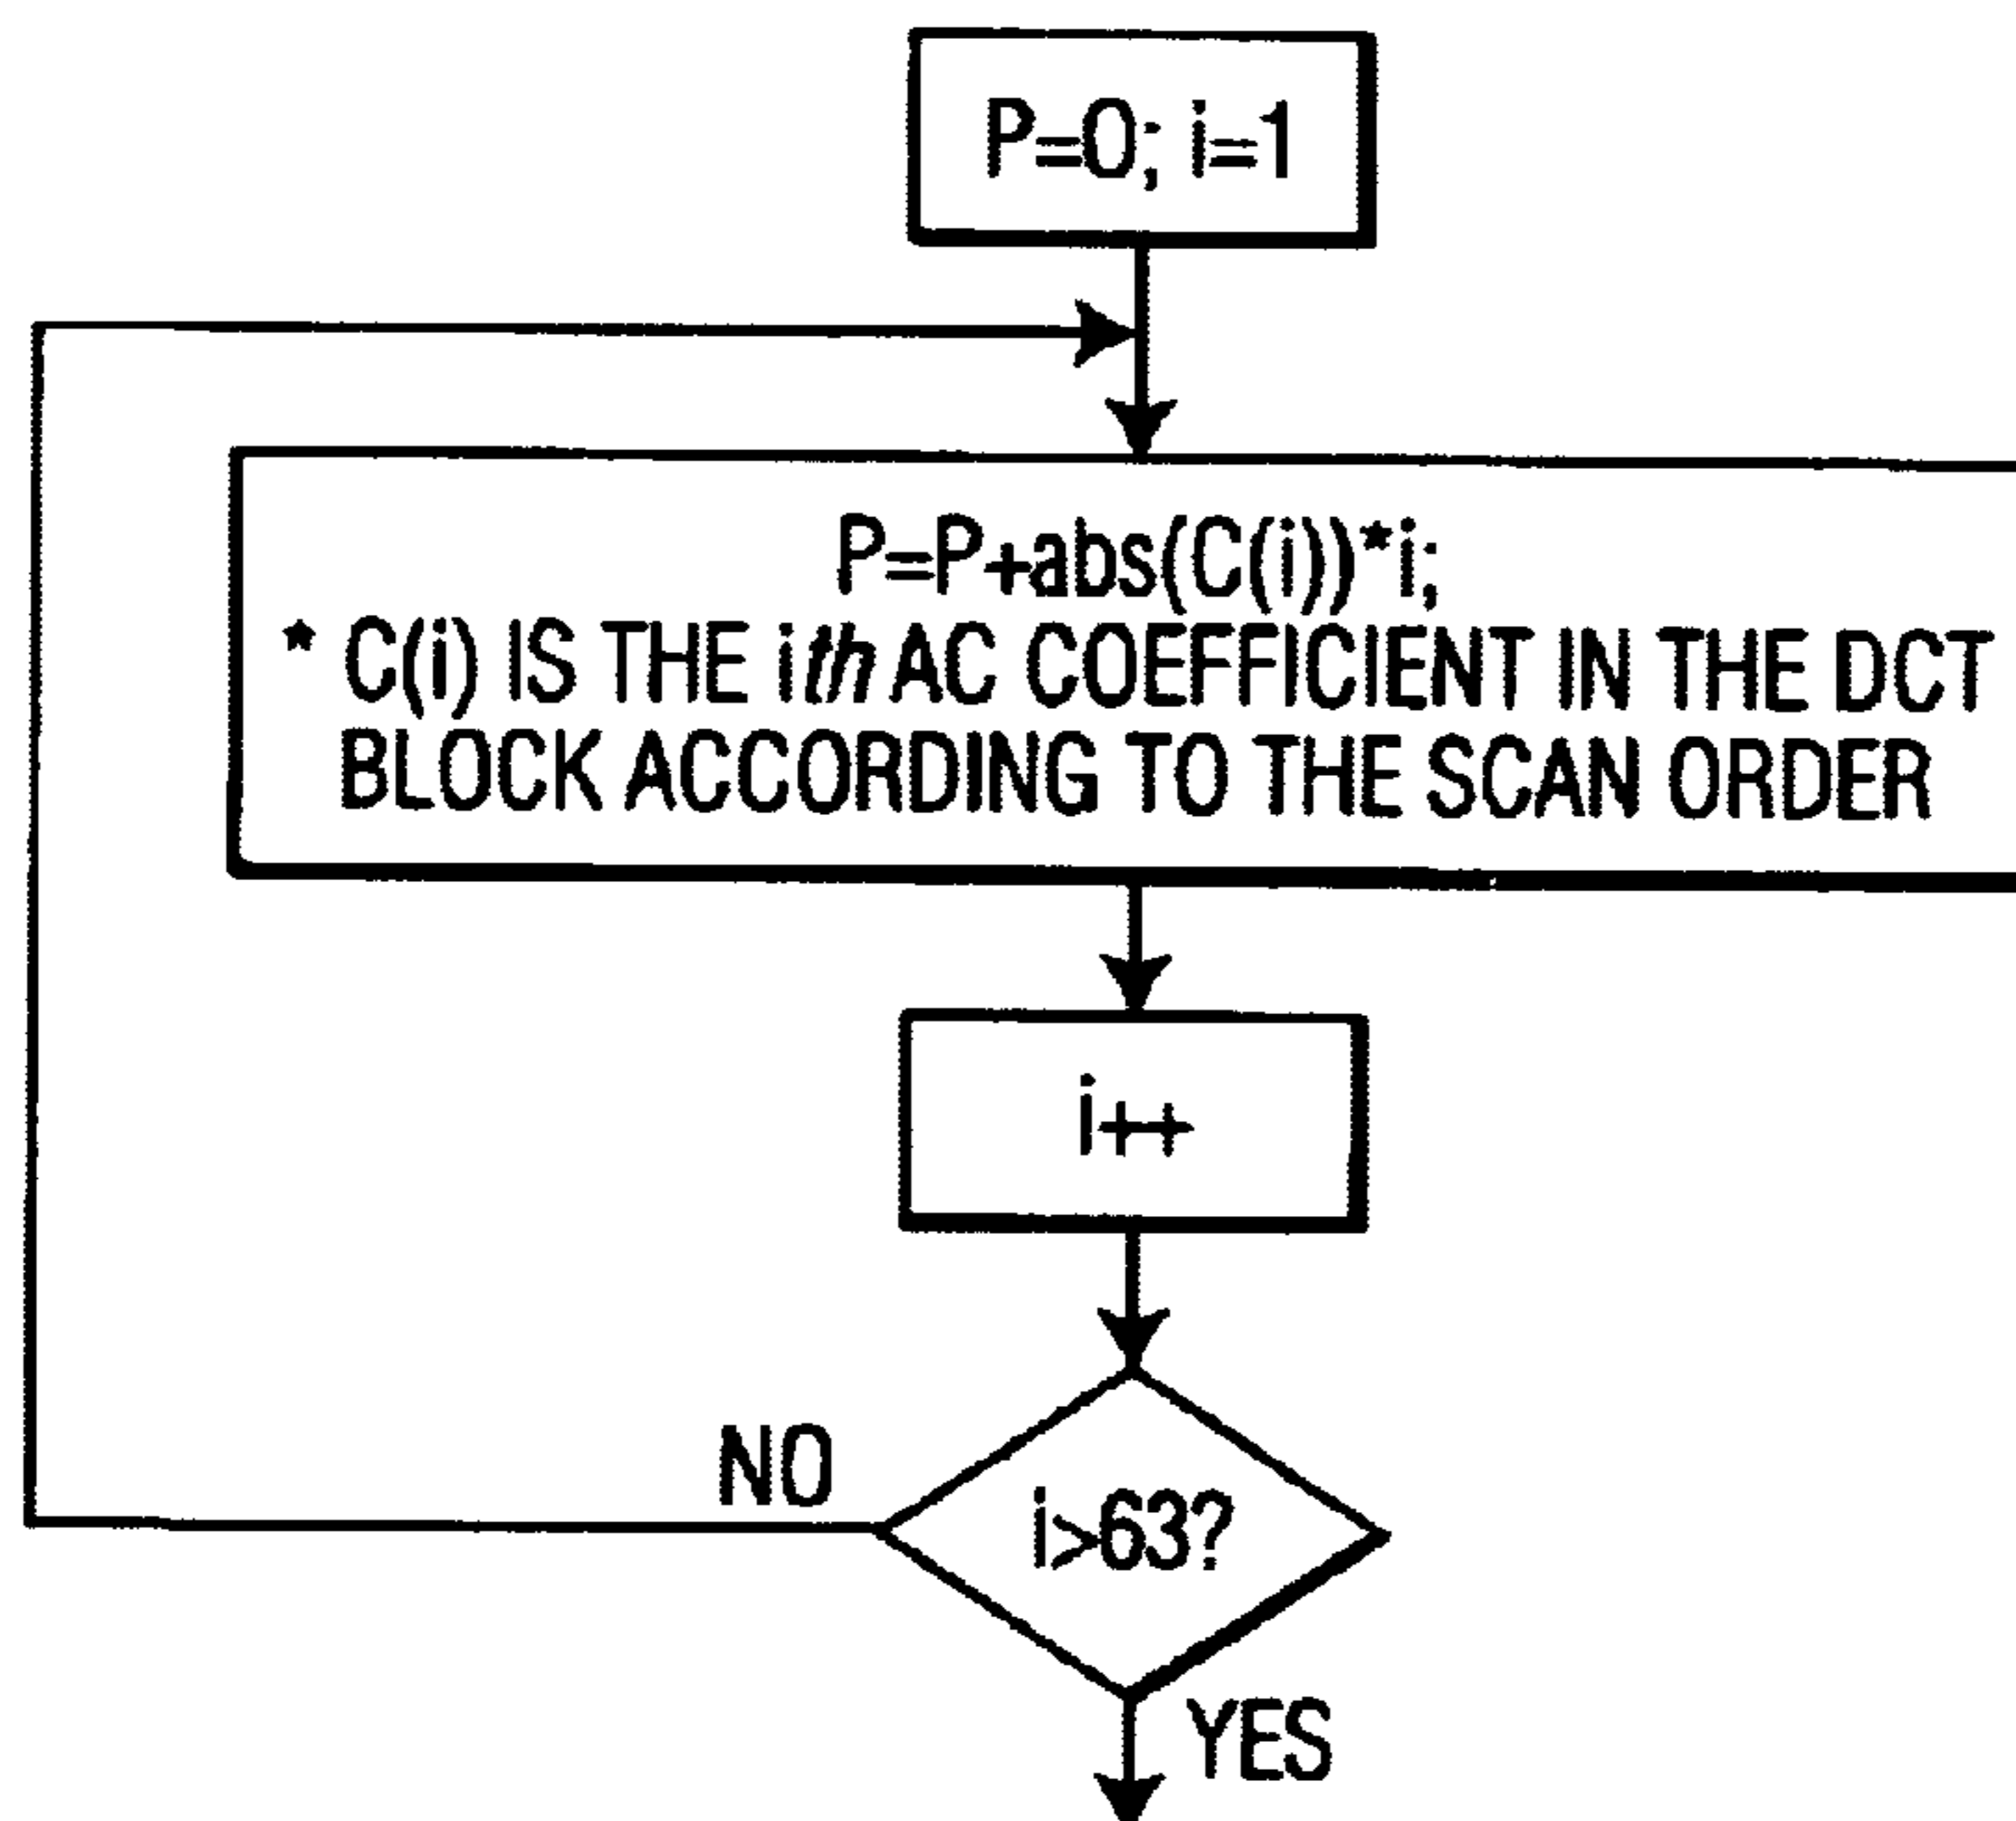 P=0; i=1
P=P+abs(C(i))*i;
* C(i) IS THE ith AC COEFFICIENT IN THE DCT
BLOCK ACCORDING TO THE SCAN ORDER
i++
NO
i>63?
YES